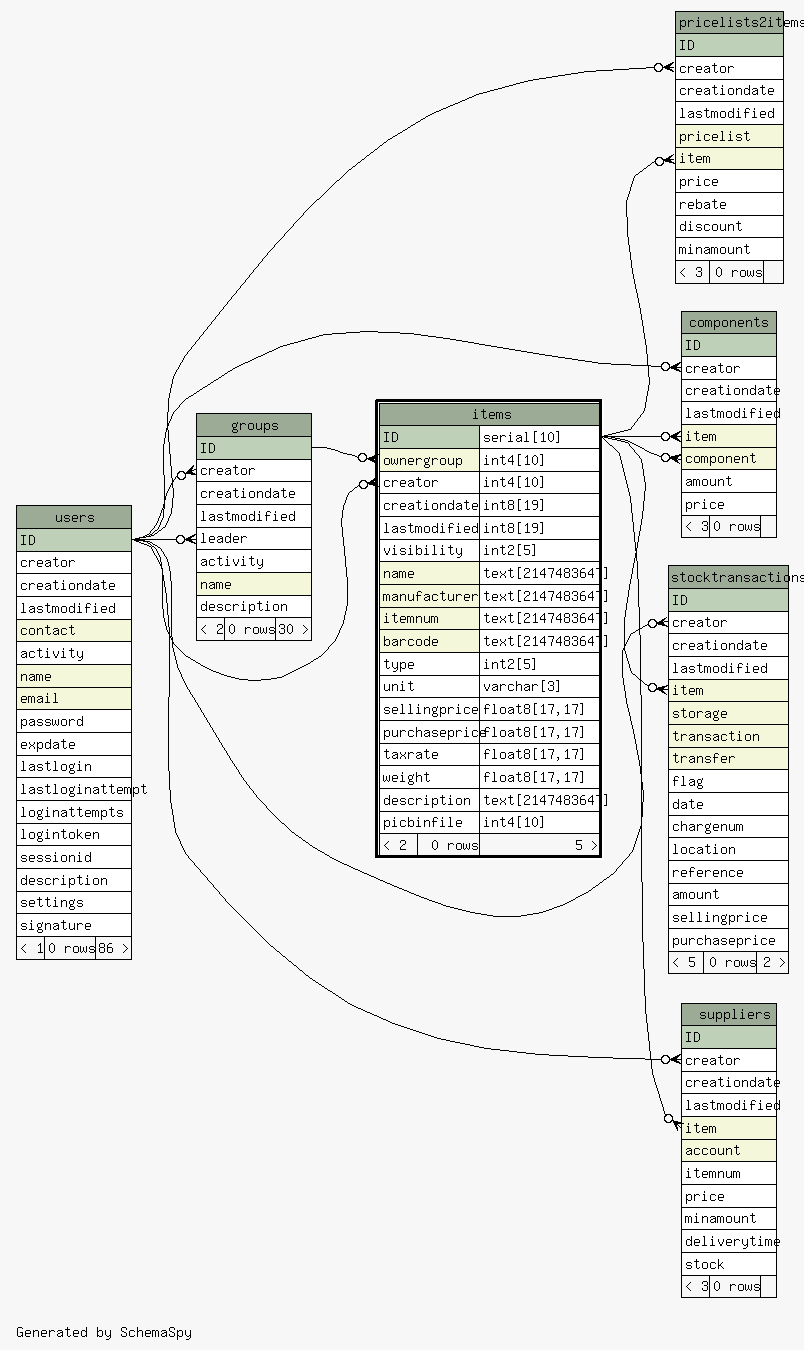 pricelists2items
ID
creator
creationdate
lastmodified
pricelist
item
price
rebate
discount
minamount
< 3 0 rows
components
ID
creator
creationdate
lastmodified
item
component
amount
price
< 3 0 rows
groups
ID
creator
creationdate
lastmodified
leader
activity
name
description
< 2 0 rows 30 >
items
ID serial[10]
ownergroup int4[10]
creator int4[10]
creationdate int8[19]
lastmodified int8[19]
visibility int2[5]
name text[2147483647]
manufacturer text[2147483647]
itemnum text[2147483647]
barcode text[2147483647]
type int2[5]
unit varchar[3]
sellingprice float8[17,17]
purchaseprice float8[17,17]
taxrate float8[17,17]
weight float8[17,17]
description text[2147483647]
picbinfile int4[10]
< 2 0 rows 5 >
users
ID
creator
creationdate
lastmodified
contact
activity
name
email
password
expdate
lastlogin
lastloginattempt
loginattempts
logintoken
sessionid
description
settings
signature
< 1 0 rows 86 >
stocktransactions
ID
creator
creationdate
lastmodified
item
storage
transaction
transfer
flag
date
chargenum
location
reference
amount
sellingprice
purchaseprice
< 5 0 rows 2 >
suppliers
ID
creator
creationdate
lastmodified
item
account
itemnum
price
minamount
deliverytime
stock
< 3 0 rows
Generated by SchemaSpy